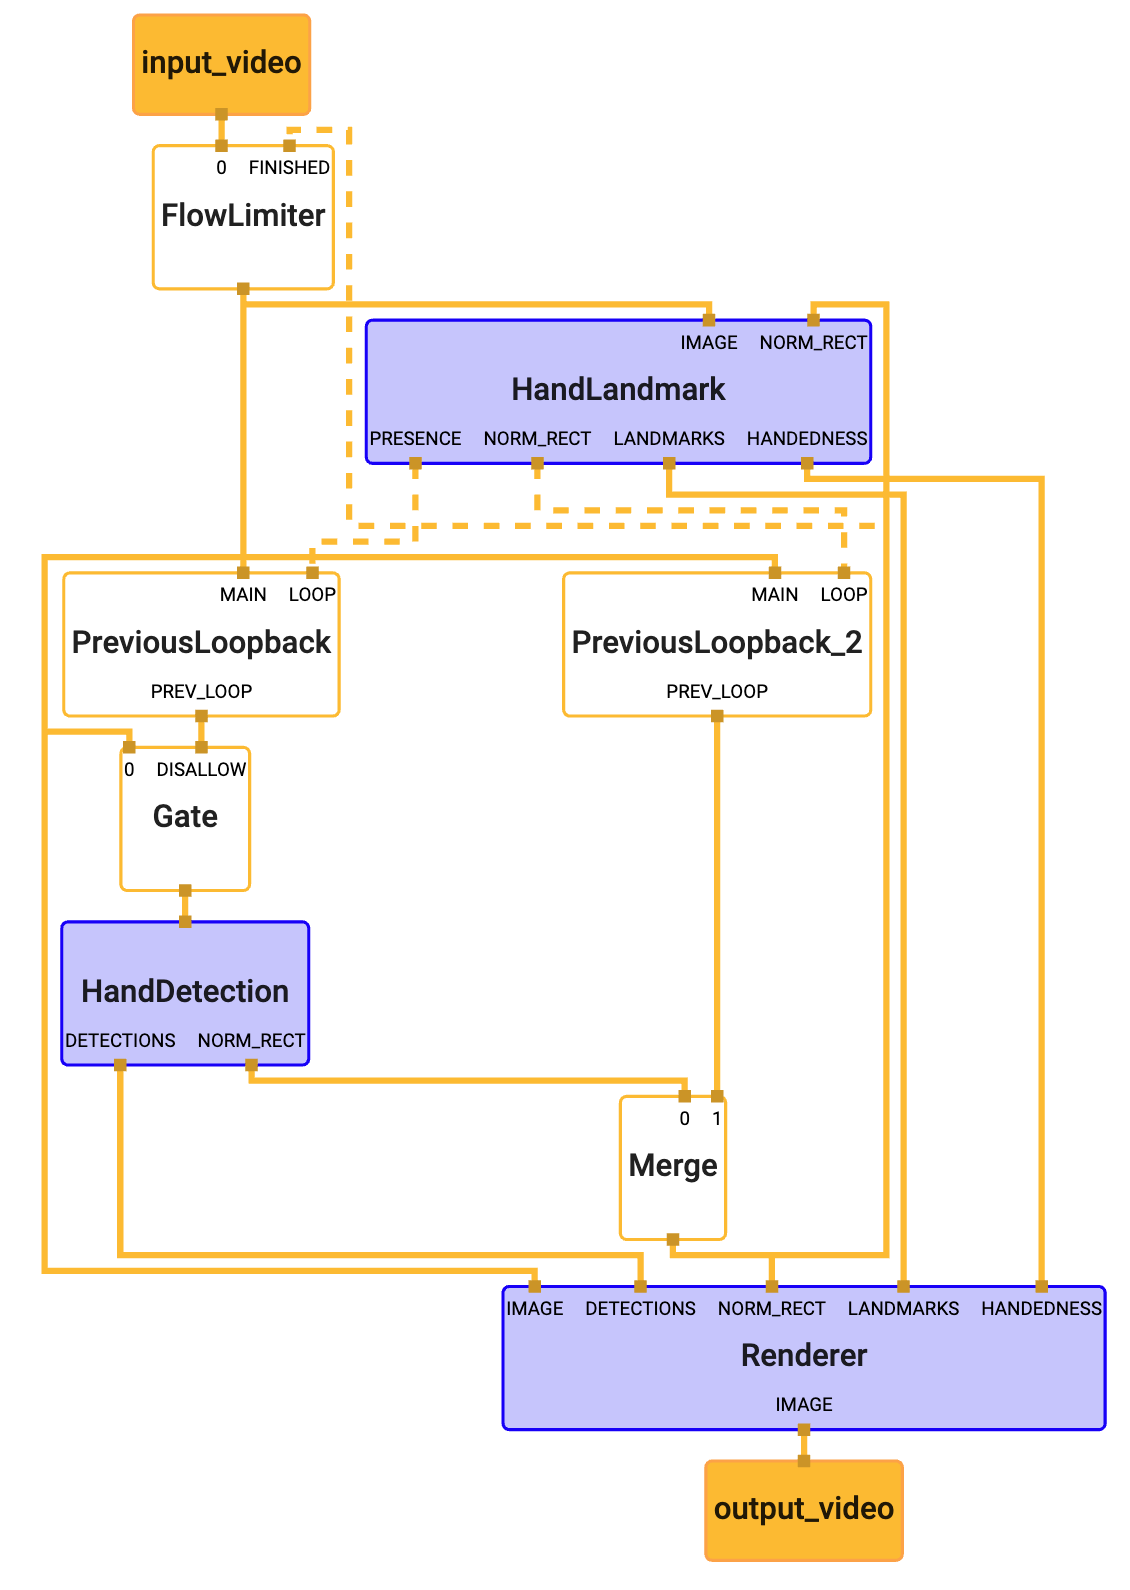 input_video
0 FINISHED
FlowLimiter
IMAGE NORM_RECT
HandLandmark
PRESENCE NORM_RECT LANDMARKS HANDEDNESS
MAIN LOOP
PreviousLoopback
PREV_LOOP
MAIN LOOP
PreviousLoopback_2
PREV_LOOP
0 DISALLOW
Gate
HandDetection
DETECTIONS NORM_RECT
0 1
Merge
IMAGE DETECTIONS NORM_RECT LANDMARKS HANDEDNESS
Renderer
IMAGE
output_video